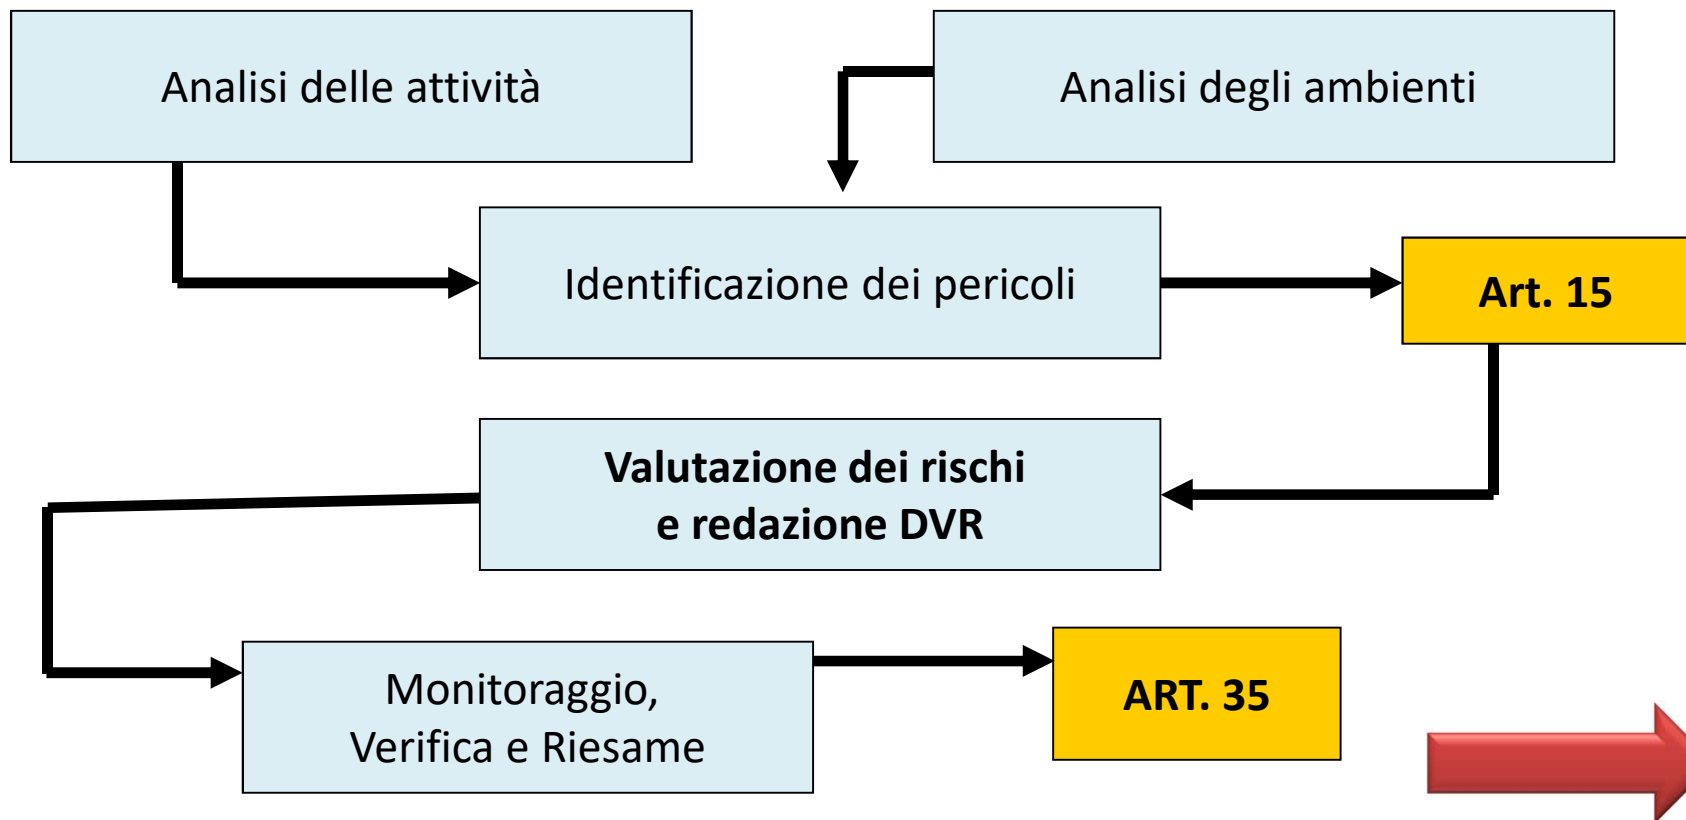 Analisi delle attività
Analisi degli ambienti
Identificazione dei pericoli
Art. 15
Valutazione dei rischi
e redazione DVR
Monitoraggio,
Verifica e Riesame
ART. 35